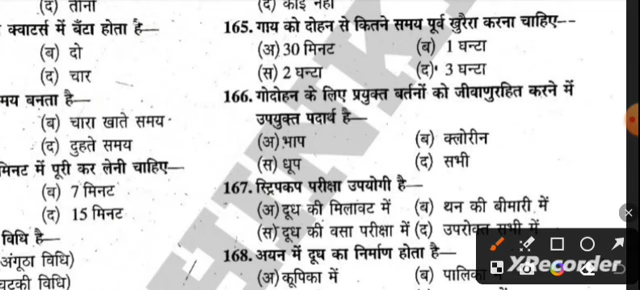 (द) तीनों
क्वार्टर्स में बँटा होता है—
(ब) दो
(द) चार
मय बनता है—
(ब) चारा खाते समय
(द) दुहते समय
मिनट में पूरी कर लेनी चाहिए—
(ब) 7 मिनट
(द) 15 मिनट
विधि है—
अंगूठा विधि)
चुटकी विधि)
(द) कोई नहीं
165. गाय को दोहन से कितने समय पूर्व खुरैरा करना चाहिए--
(अ) 30 मिनट (ब) 1 घन्टा
(स) 2 घन्टा (द) 3 घन्टा
166. गोदोहन के लिए प्रयुक्त बर्तनों को जीवाणुरहित करने में
उपयुक्त पदार्थ है—
(अ) भाप (ब) क्लोरीन
(स) धूप (द) सभी
167. स्ट्रिपकप परीक्षा उपयोगी है—
(अ) दूध की मिलावट में (ब) थन की बीमारी में
(स) दूध की वसा परीक्षा में (द) उपरोक्त सभी में
168. अयन में दूध का निर्माण होता है—
(अ) कूपिका में (ब)
XRecorder